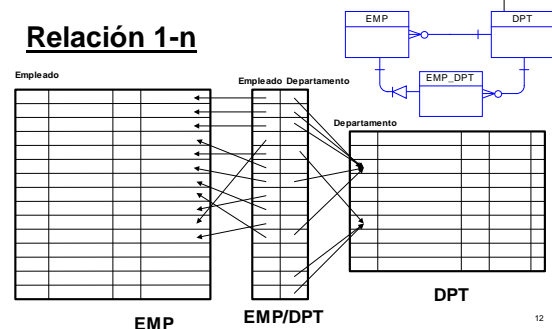 Relación 1-n
EMP
DPT
EMP_DPT
Empleado
Empleado Departamento
Departamento
EMP
EMP/DPT
DPT
12